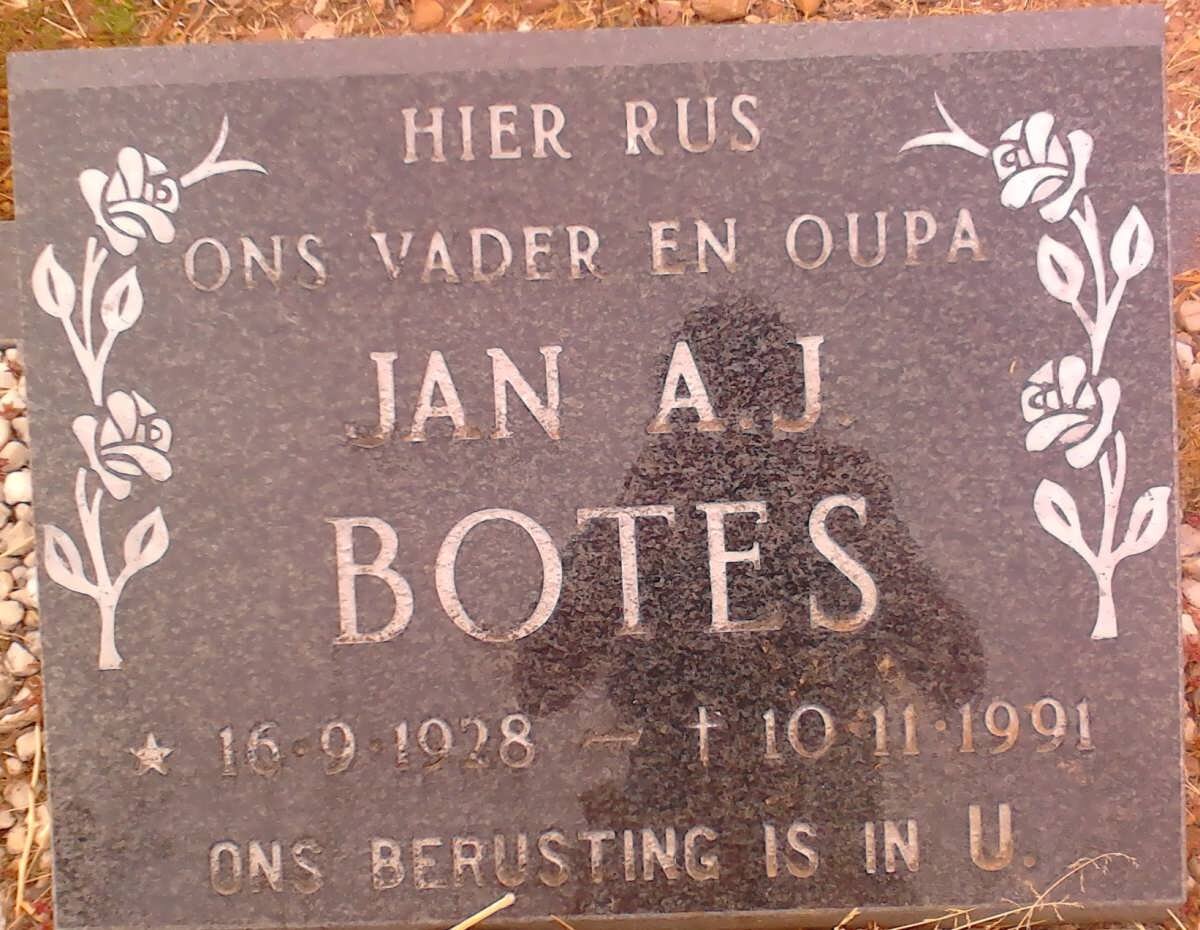 HIER RUS
ONS VADER EN OUPA
JAN A.J.
BOTES
★ 16·9·1928 – † 10·11·1991
ONS BERUSTING IS IN U.